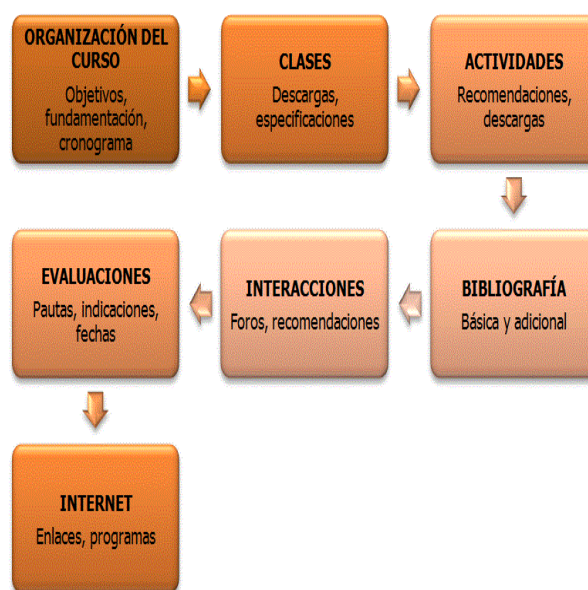 ORGANIZACIÓN DEL
CURSO
Objetivos,
fundamentación,
cronograma
CLASES
Descargas,
especificaciones
ACTIVIDADES
Recomendaciones,
descargas
BIBLIOGRAFÍA
Básica y adicional
INTERACCIONES
Foros, recomendaciones
EVALUACIONES
Pautas, indicaciones,
fechas
INTERNET
Enlaces, programas